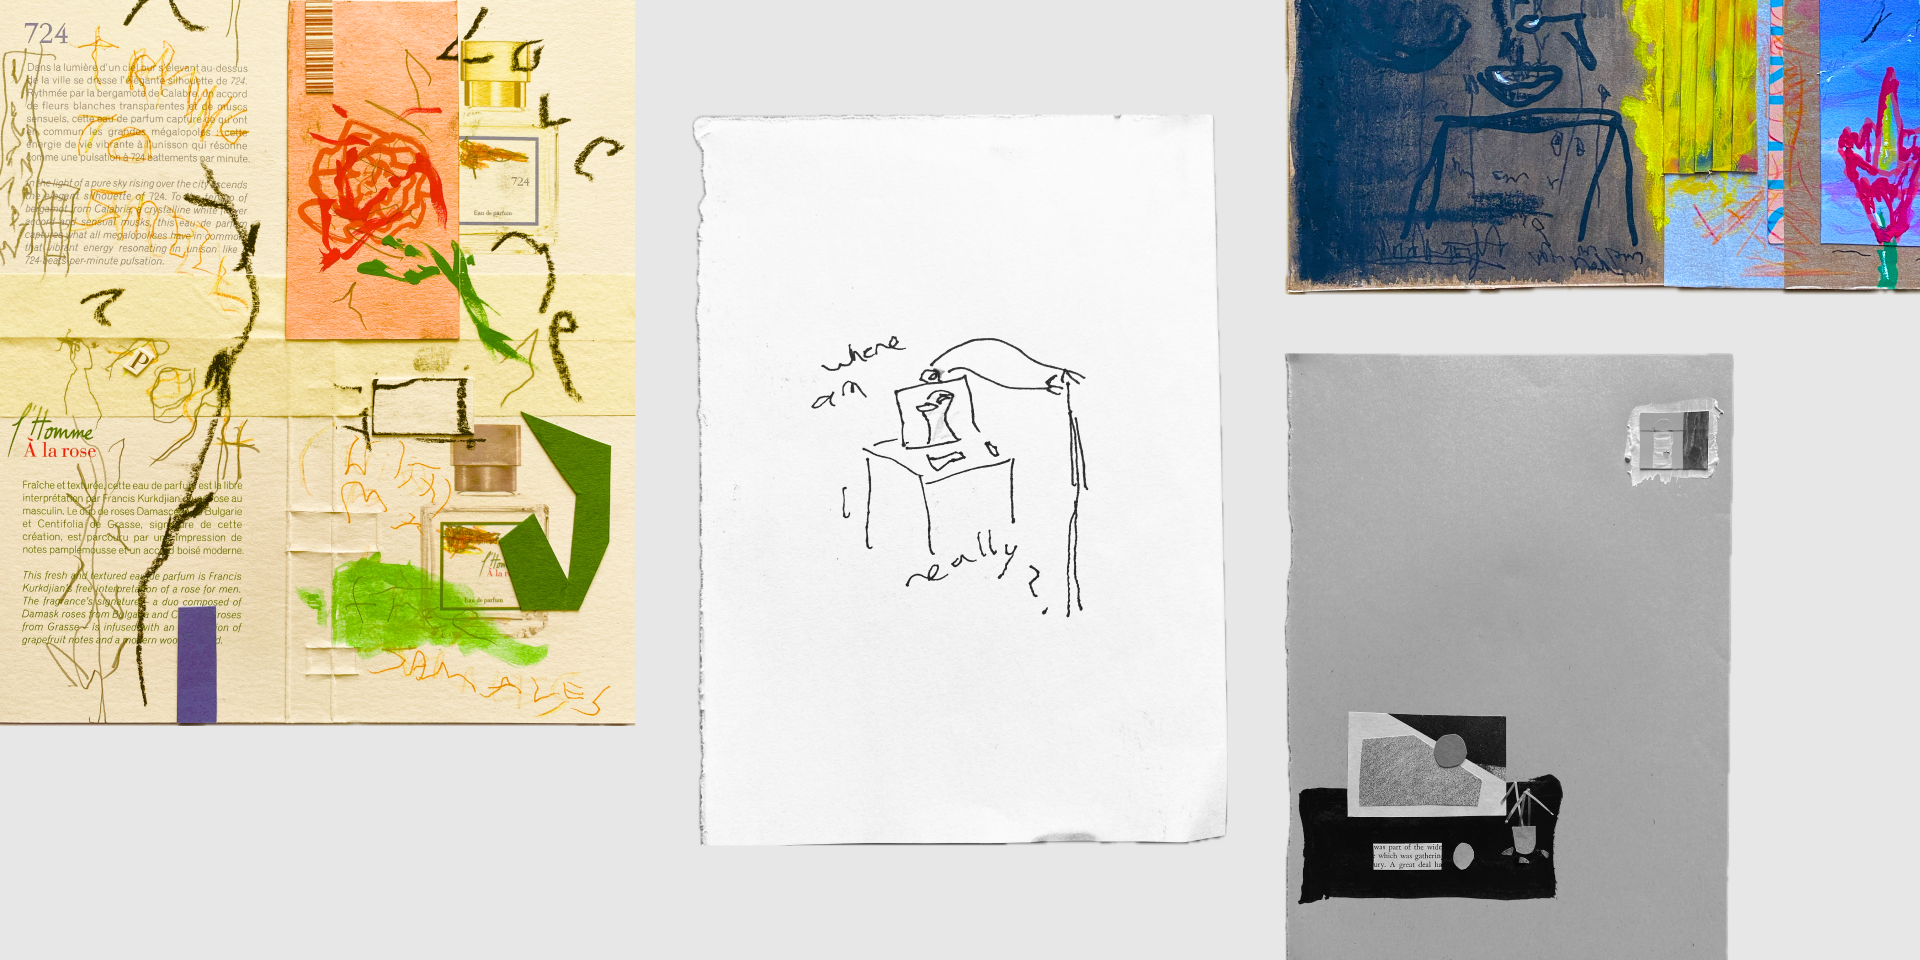 724
Dans la lumière d'un ciel pur s'élevant au-dessus
de la ville se dresse l'élégante silhouette de 724.
Rythmée par la bergamote de Calabre, un accord
de fleurs blanches transparentes et de muscs
sensuels, cette eau de parfum capture ce qu'ont
en commun les grandes mégalopoles : cette
énergie de vie vibrante à l'unisson qui résonne
comme une pulsation à 724 battements par minute.
In the light of a pure sky rising over the city ascends
the elegant silhouette of 724. To the tempo of
bergamot from Calabria, a crystalline white flower
accord and sensual musks, this eau de parfum
captures what all megalopolises have in common
that vibrant energy resonating in unison like
724-beats-per-minute pulsation.
724
Eau de parfum
P
l'Homme
À la rose
Fraîche et texturée, cette eau de parfum est la libre
interprétation par Francis Kurkdjian rose au
masculin. Le duo de roses Damascena Bulgarie
et Centifolia de Grasse, signature de cette
création, est parcouru par une impression de
notes pamplemousse et un accord boisé moderne.
This fresh and textured eau de parfum is Francis
Kurkdjian's free interpretation of a rose for men.
The fragrance's signature – a duo composed of
Damask roses from Bulgaria and roses
from Grasse – is infused with an of
grapefruit notes and a modern
l'Hom
À la r
Eau de parfum
SAMPLES
where
am
I
really
?
was part of the wide
which was gathering
ury. A great deal ha